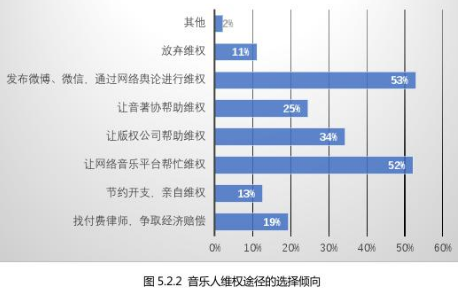 其他 2%
放弃维权 11%
发布微博、微信，通过网络舆论进行维权 53%
让音著协帮助维权 25%
让版权公司帮助维权 34%
让网络音乐平台帮忙维权 52%
节约开支、亲自维权 13%
找付费律师、争取经济赔偿 19%
0% 10% 20% 30% 40% 50% 60%
图 5.2.2 音乐人维权途径的选择倾向